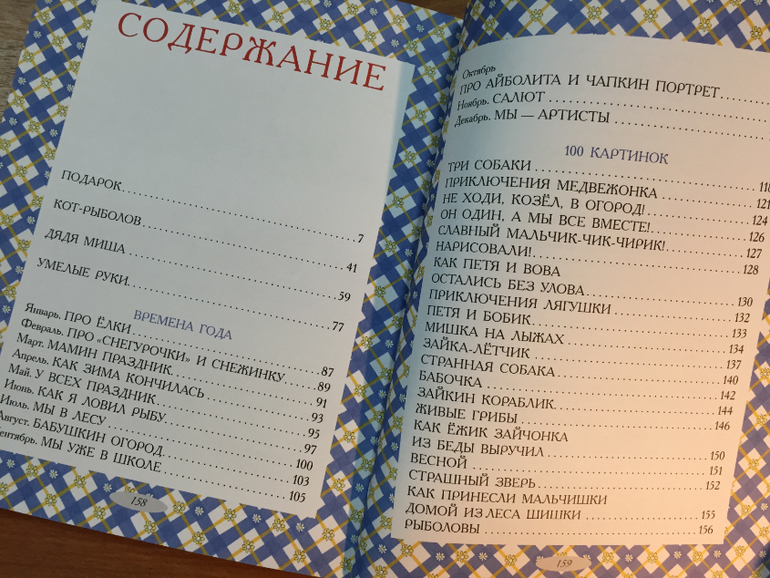 СОДЕРЖАНИЕ
ПОДАРОК 7
КОТ-РЫБОЛОВ 41
ДЯДЯ МИША 59
УМЕЛЫЕ РУКИ 77
ВРЕМЕНА ГОДА
Январь. ПРО ЁЛКИ 87
Февраль. ПРО «СНЕГУРОЧКИ» И СНЕЖИНКУ 89
Март. МАМИН ПРАЗДНИК 91
Апрель. КАК ЗИМА КОНЧИЛАСЬ 93
Май. У ВСЕХ ПРАЗДНИК 95
Июнь. КАК Я ЛОВИЛ РЫБУ 97
Июль. МЫ В ЛЕСУ 100
Август. БАБУШКИН ОГОРОД 103
ентябрь. МЫ УЖЕ В ШКОЛЕ 105
158
Октябрь
ПРО АЙБОЛИТА И ЧАПКИН ПОРТРЕТ
Ноябрь. САЛЮТ
Декабрь. МЫ — АРТИСТЫ
100 КАРТИНОК
ТРИ СОБАКИ
ПРИКЛЮЧЕНИЯ МЕДВЕЖОНКА 121
НЕ ХОДИ, КОЗЁЛ, В ОГОРОД! 124
ОН ОДИН, А МЫ ВСЕ ВМЕСТЕ! 126
СЛАВНЫЙ МАЛЬЧИК-ЧИК-ЧИРИК! 127
НАРИСОВАЛИ! 128
КАК ПЕТЯ И ВОВА
ОСТАЛИСЬ БЕЗ УЛОВА 130
ПРИКЛЮЧЕНИЯ ЛЯГУШКИ 132
ПЕТЯ И БОБИК 133
МИШКА НА ЛЫЖАХ 134
ЗАЙКА-ЛЁТЧИК 137
СТРАННАЯ СОБАКА 140
БАБОЧКА 142
ЗАЙКИН КОРАБЛИК 144
ЖИВЫЕ ГРИБЫ 146
КАК ЁЖИК ЗАЙЧОНКА
ИЗ БЕДЫ ВЫРУЧИЛ 150
ВЕСНОЙ 151
СТРАШНЫЙ ЗВЕРЬ 152
КАК ПРИНЕСЛИ МАЛЬЧИШКИ
ДОМОЙ ИЗ ЛЕСА ШИШКИ 155
РЫБОЛОВЫ 156
159